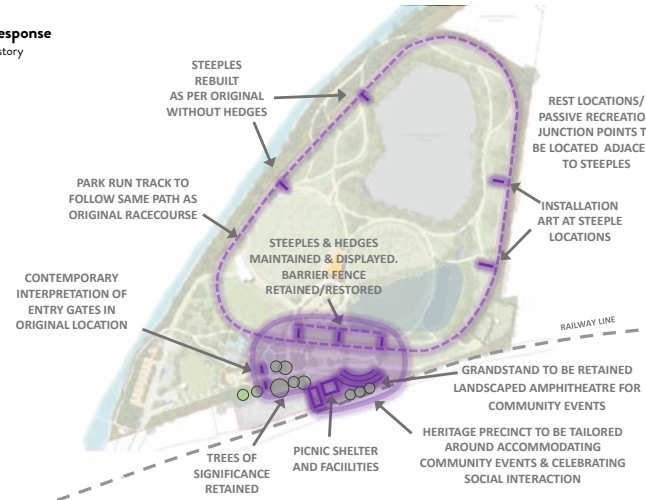 esponse
story
STEEPLES
REBUILT
AS PER ORIGINAL
WITHOUT HEDGES
REST LOCATIONS/
PASSIVE RECREATIO
JUNCTION POINTS T
BE LOCATED ADJACE
TO STEEPLES
PARK RUN TRACK TO
FOLLOW SAME PATH AS
ORIGINAL RACECOURSE
INSTALLATION
ART AT STEEPLE
LOCATIONS
STEEPLES & HEDGES
MAINTAINED & DISPLAYED.
BARRIER FENCE
RETAINED/RESTORED
CONTEMPORARY
INTERPRETATION OF
ENTRY GATES IN
ORIGINAL LOCATION
RAILWAY LINE
GRANDSTAND TO BE RETAINED
LANDSCAPED AMPHITHEATRE FOR
COMMUNITY EVENTS
HERITAGE PRECINCT TO BE TAILORED
AROUND ACCOMMODATING
COMMUNITY EVENTS & CELEBRATING
SOCIAL INTERACTION
PICNIC SHELTER
AND FACIILITIES
TREES OF
SIGNIFICANCE
RETAINED